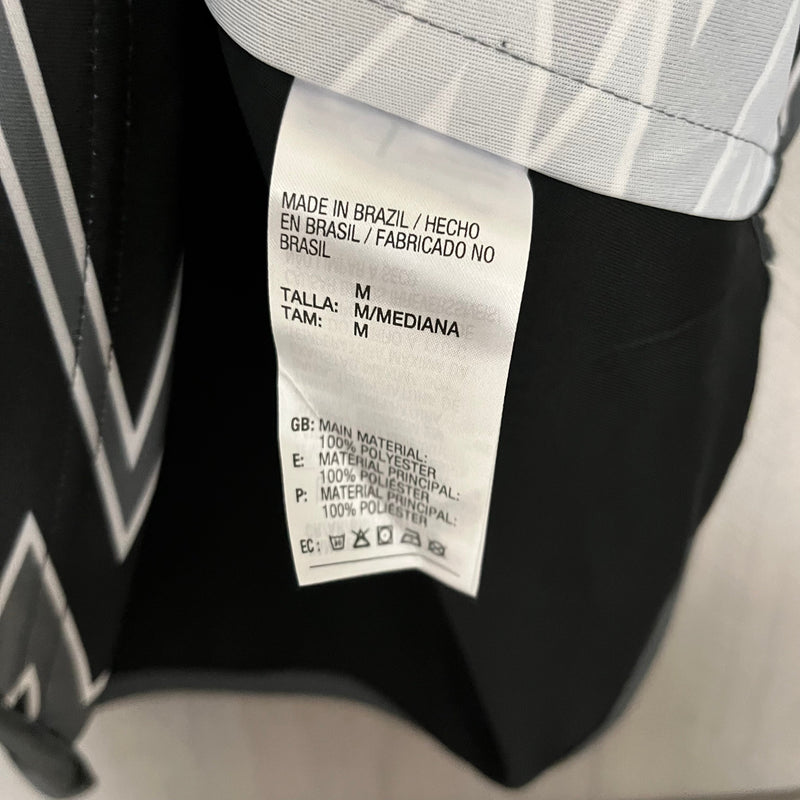 MADE IN BRAZIL / HECHO
EN BRASIL / FABRICADO NO
BRASIL
M
TALLA: M/MEDIANA
TAM: M
GB: MAIN MATERIAL:
100% POLYESTER
E: MATERIAL PRINCIPAL:
100% POLIESTER
P: MATERIAL PRINCIPAL:
100% POLIÉSTER
EC: